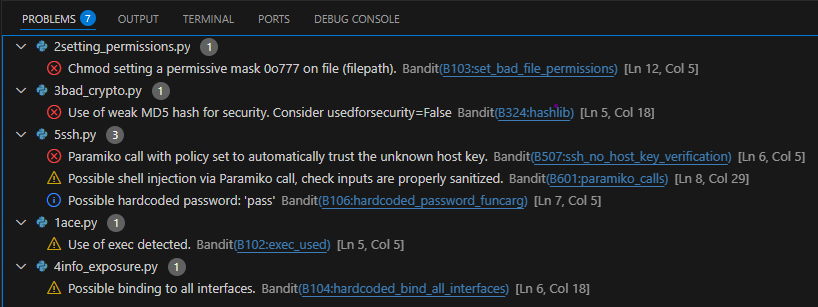 PROBLEMS 7 OUTPUT TERMINAL PORTS DEBUG CONSOLE
2setting_permissions.py 1
Chmod setting a permissive mask 0o777 on file (filepath). Bandit(B103:set_bad_file_permissions) [Ln 12, Col 5]
3bad_crypto.py 1
Use of weak MD5 hash for security. Consider usedforsecurity=False Bandit(B324:hashlib) [Ln 5, Col 18]
5ssh.py 3
Paramiko call with policy set to automatically trust the unknown host key. Bandit(B507:ssh_no_host_key_verification) [Ln 6, Col 5]
Possible shell injection via Paramiko call, check inputs are properly sanitized. Bandit(B601:paramiko_calls) [Ln 8, Col 29]
Possible hardcoded password: 'pass' Bandit(B106:hardcoded_password_funcarg) [Ln 7, Col 5]
1ace.py 1
Use of exec detected. Bandit(B102:exec_used) [Ln 5, Col 5]
4info_exposure.py 1
Possible binding to all interfaces. Bandit(B104:hardcoded_bind_all_interfaces) [Ln 6, Col 18]